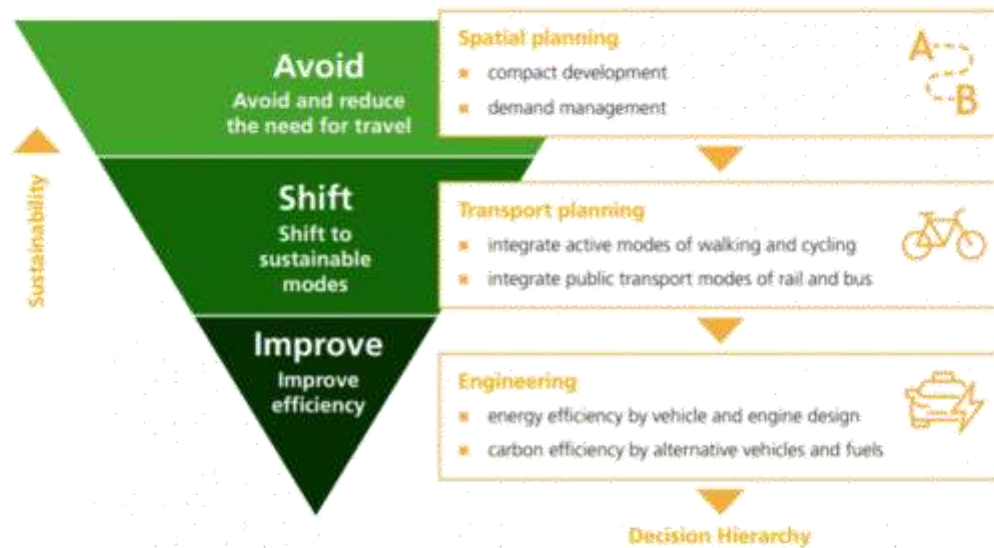 Avoid
Avoid and reduce
the need for travel
Spatial planning
compact development
demand management
A
B
Sustainability
Shift
Shift to
sustainable
modes
Transport planning
integrate active modes of walking and cycling
integrate public transport modes of rail and bus
Improve
Improve
efficiency
Engineering
energy efficiency by vehicle and engine design
carbon efficiency by alternative vehicles and fuels
Decision Hierarchy